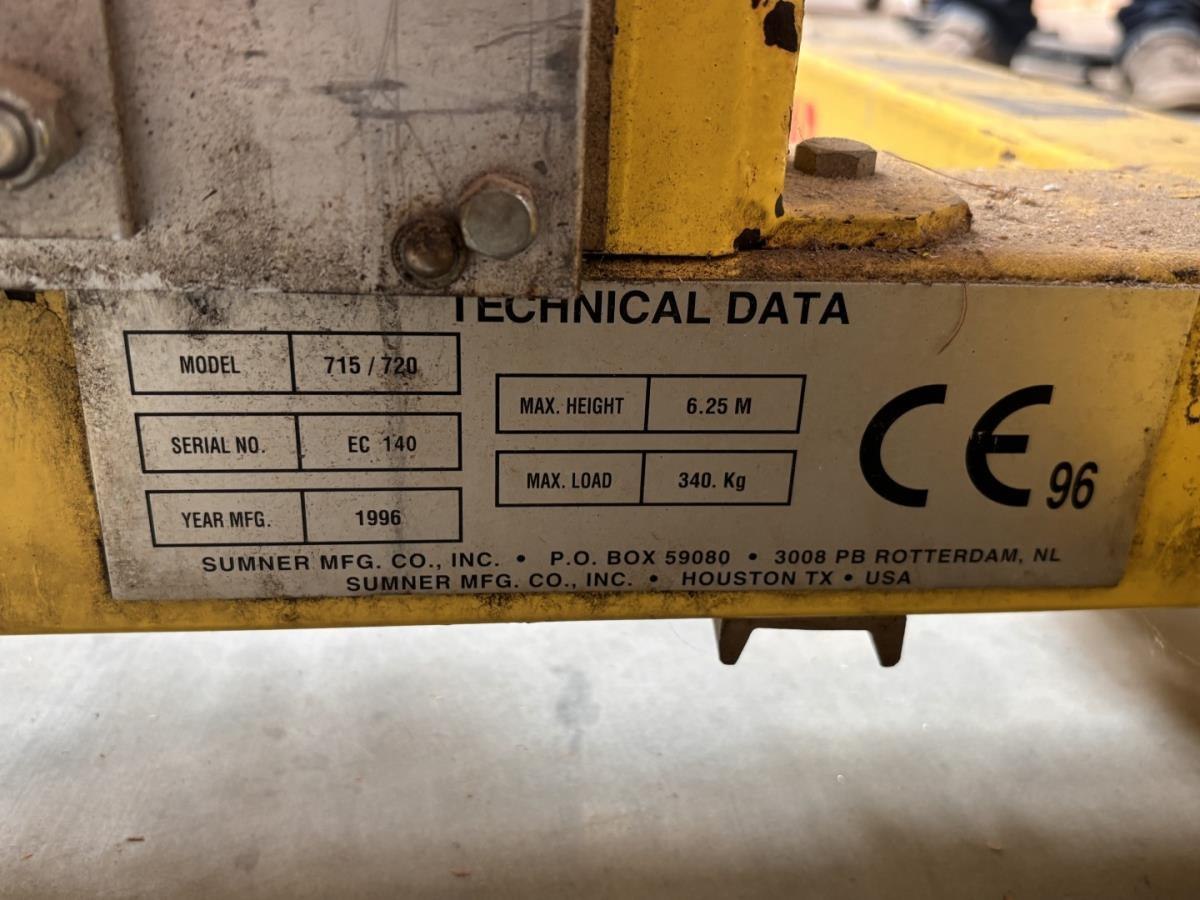 TECHNICAL DATA
MODEL 715 / 720
SERIAL NO. EC 140
YEAR MFG. 1996
MAX. HEIGHT 6.25 M
MAX. LOAD 340. Kg
CE 96
SUMNER MFG. CO., INC. • P.O. BOX 59080 • 3008 PB ROTTERDAM, NL
SUMNER MFG. CO., INC. • HOUSTON TX • USA